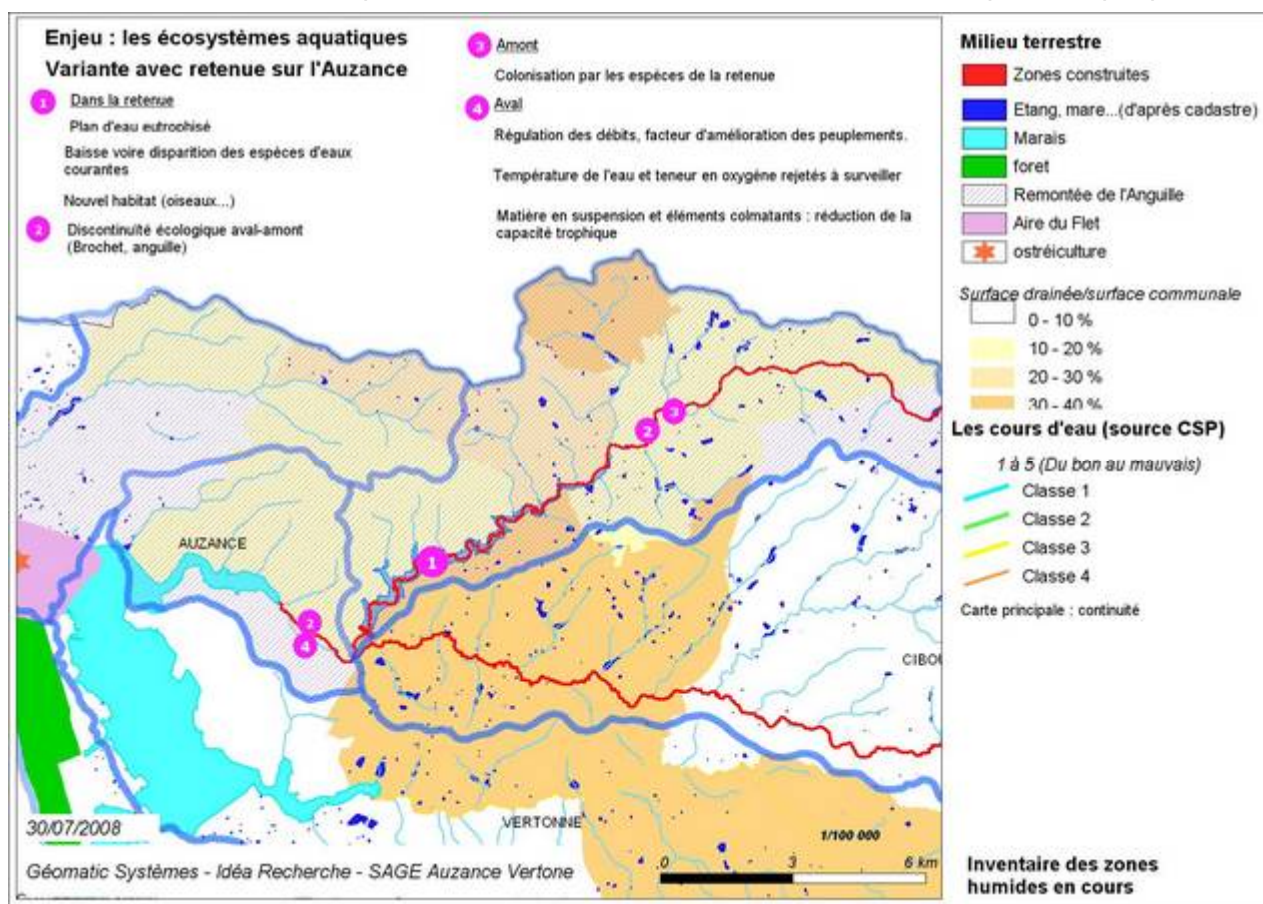 Enjeu : les écosystèmes aquatiques
Variante avec retenue sur l'Auzance
1 Dans la retenue
Plan d'eau eutrophisé
Baisse voire disparition des espèces d'eaux
courantes
Nouvel habitat (oiseaux...)
2 Discontinuité écologique aval-amont
(Brochet, anguille)
3 Amont
Colonisation par les espèces de la retenue
4 Aval
Régulation des débits, facteur d'amélioration des peuplements.
Température de l'eau et teneur en oxygène rejetés à surveiller
Matière en suspension et éléments colmatants : réduction de la
capacité trophique
3
2
1
AUZANCE
2
4
CIBOU
VERTONNE
30/07/2008
1/100 000
0 3 6 km
Géomatic Systèmes - Idéa Recherche - SAGE Auzance Vertone
Milieu terrestre
Zones construites
Etang, mare...(d'après cadastre)
Marais
foret
Remontée de l'Anguille
Aire du Flet
ostréiculture
Surface drainée/surface communale
0 - 10 %
10 - 20 %
20 - 30 %
30 - 40 %
Les cours d'eau (source CSP)
1 à 5 (Du bon au mauvais)
Classe 1
Classe 2
Classe 3
Classe 4
Carte principale : continuité
Inventaire des zones
humides en cours